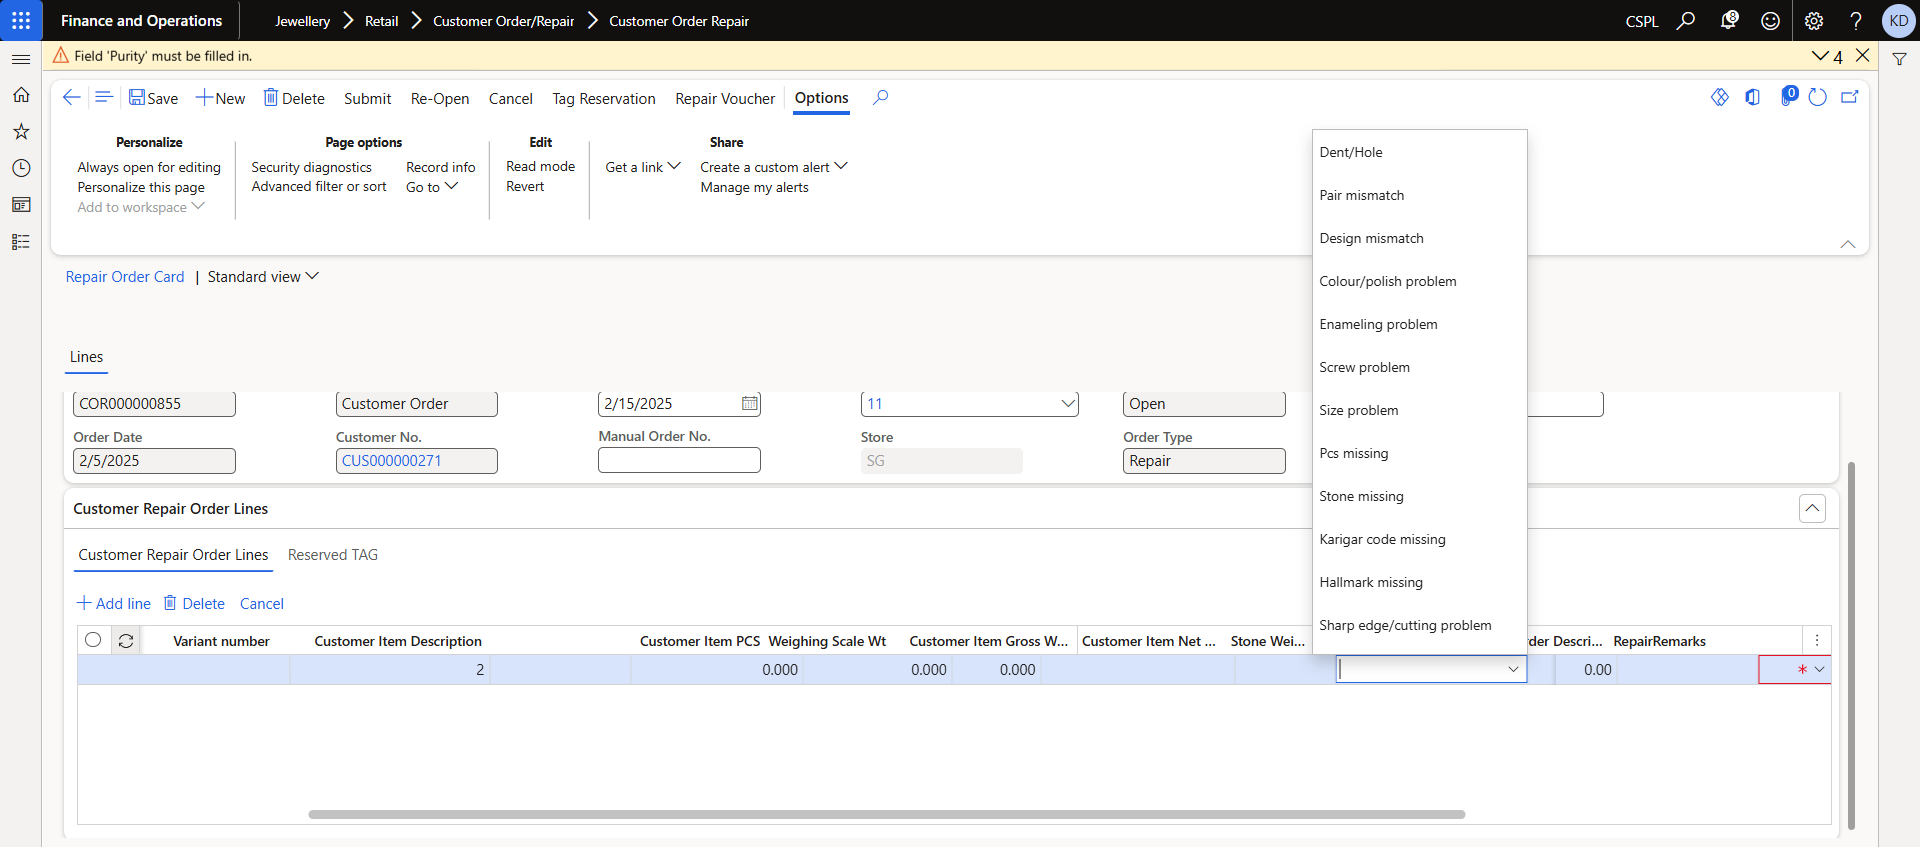 Finance and Operations
Jewellery Retail Customer Order/Repair Customer Order Repair
CSPL 8 ? KD
Field 'Purity' must be filled in. 4
Save New Delete Submit Re-Open Cancel Tag Reservation Repair Voucher Options 0
Personalize
Always open for editing
Personalize this page
Add to workspace
Page options
Security diagnostics Record info
Advanced filter or sort Go to
Edit
Read mode
Revert
Share
Get a link Create a custom alert
Manage my alerts
Repair Order Card | Standard view
Lines
COR000000855 Customer Order 2/15/2025 11 Open
Order Date Customer No. Manual Order No. Store Order Type
2/5/2025 CUS000000271 SG Repair
Dent/Hole
Pair mismatch
Design mismatch
Colour/polish problem
Enameling problem
Screw problem
Size problem
Pcs missing
Stone missing
Karigar code missing
Hallmark missing
Sharp edge/cutting problem
Customer Repair Order Lines
Customer Repair Order Lines Reserved TAG
Add line Delete Cancel
Variant number Customer Item Description Customer Item PCS Weighing Scale Wt Customer Item Gross W... Customer Item Net ... Stone Wei... der Descri... RepairRemarks
2 0.000 0.000 0.000 0.00 *